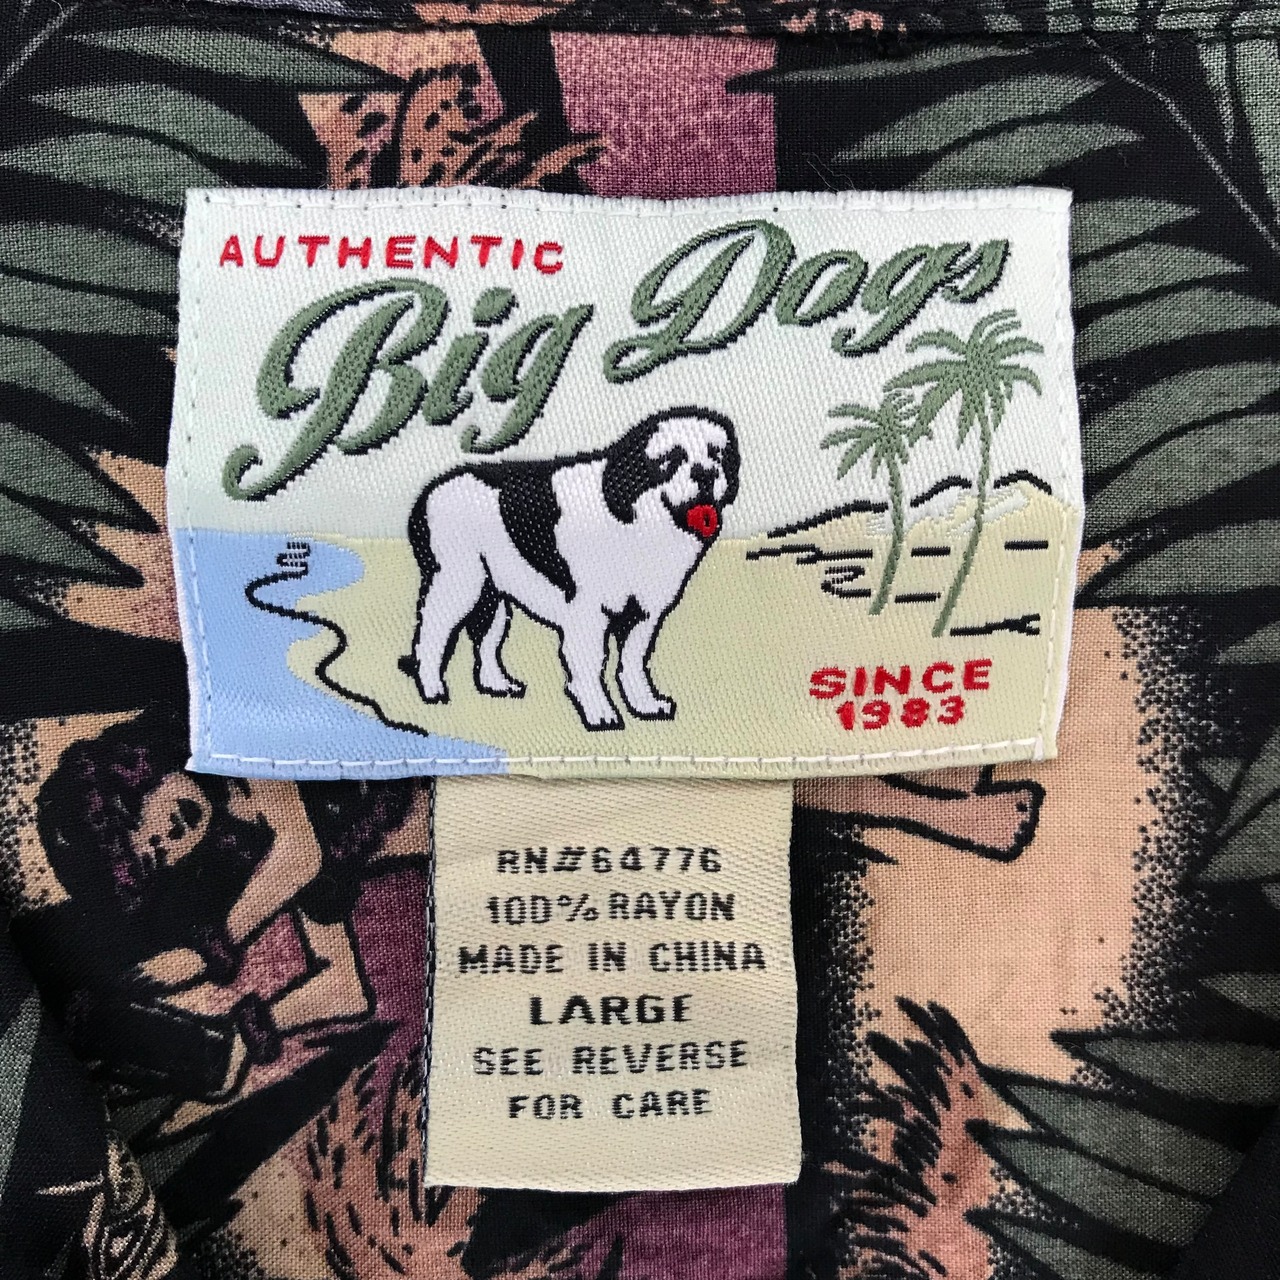 AUTHENTIC
Big Dogs
SINCE
1983
RN#64776
100% RAYON
MADE IN CHINA
LARGE
SEE REVERSE
FOR CARE